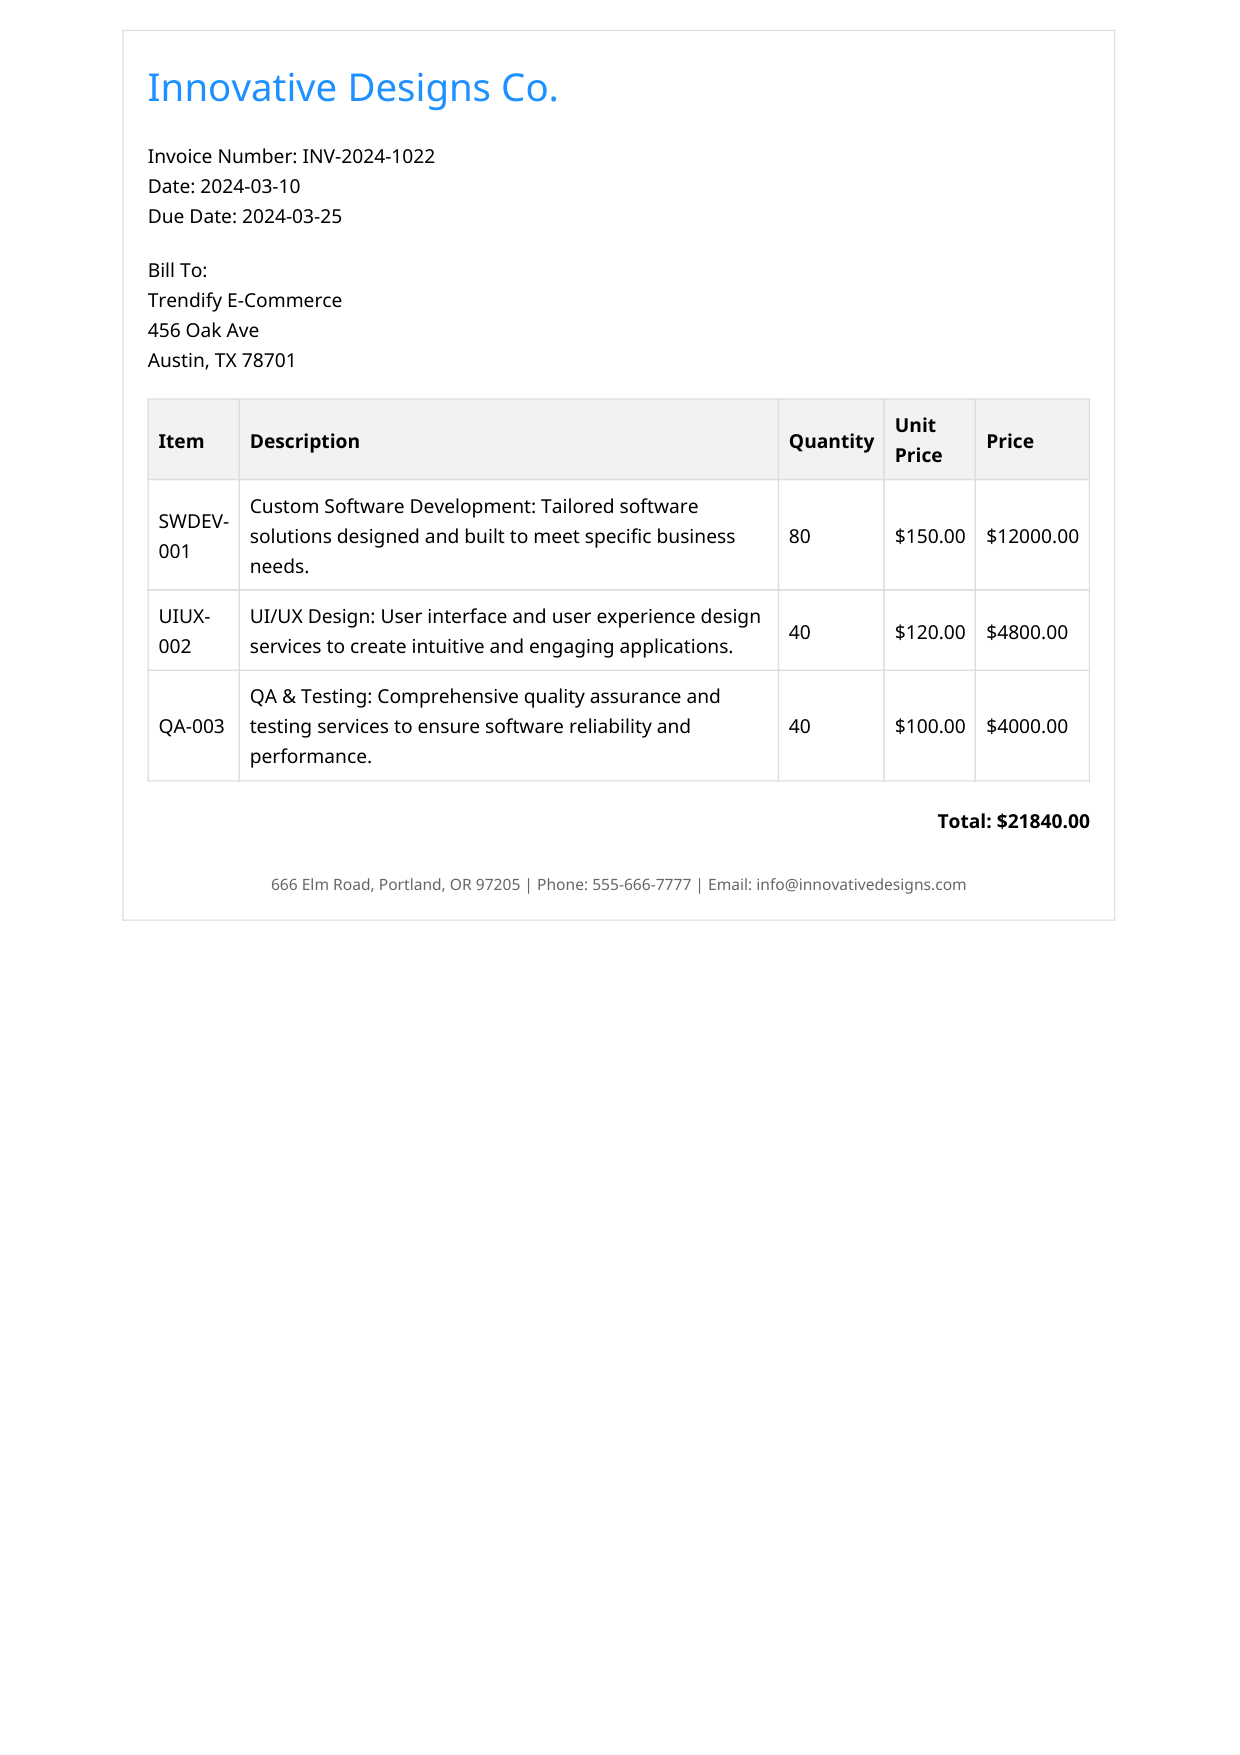 Innovative Designs Co.
Invoice Number: INV-2024-1022
Date: 2024-03-10
Due Date: 2024-03-25
Bill To:
Trendify E-Commerce
456 Oak Ave
Austin, TX 78701
Item Description Quantity Unit Price Price
SWDEV-001 Custom Software Development: Tailored software
solutions designed and built to meet specific business
needs. 80 $150.00 $12000.00
UIUX-002 UI/UX Design: User interface and user experience design
services to create intuitive and engaging applications. 40 $120.00 $4800.00
QA-003 QA & Testing: Comprehensive quality assurance and
testing services to ensure software reliability and
performance. 40 $100.00 $4000.00
Total: $21840.00
666 Elm Road, Portland, OR 97205 | Phone: 555-666-7777 | Email: info@innovativedesigns.com